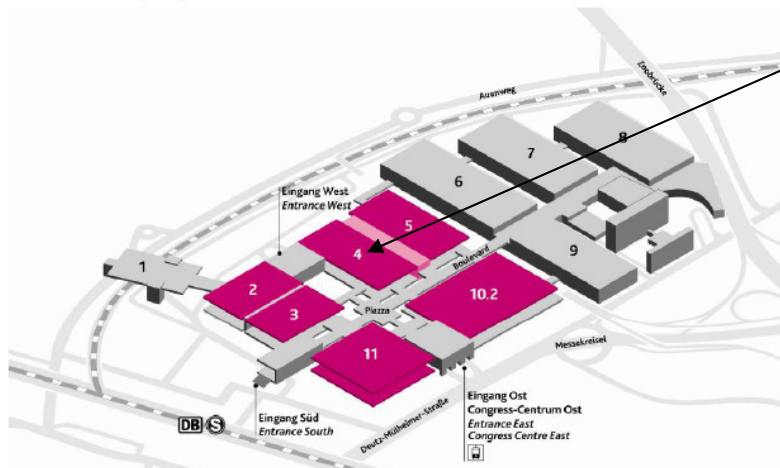 Auenweg
Zoobrücke
8
7
6
Eingang West
Entrance West
5
4
Boulevard
9
1
2
3
10.2
Piazza
11
Messekreisel
Eingang Ost
Congress-Centrum Ost
Entrance East
Congress Centre East
Eingang Süd
Entrance South
DB S
Deutz-Mülheimer-Straße